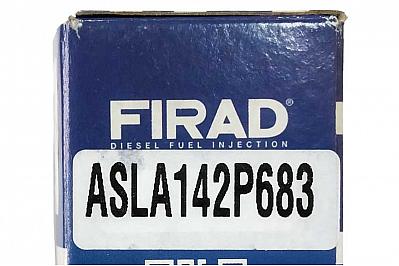 FIRAD®
DIESEL FUEL INJECTION
ASLA142P683